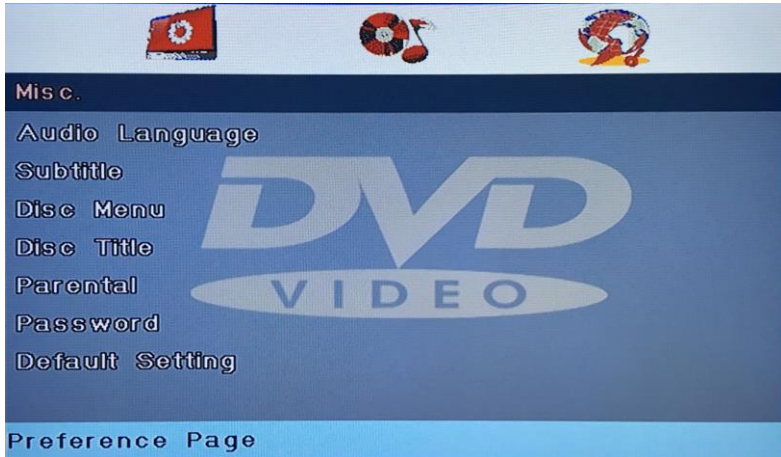 Misc.
Audio Language
Subtitle
Disc Menu
Disc Title
Parental
Password
Default Setting
DVD
VIDEO
Preference Page